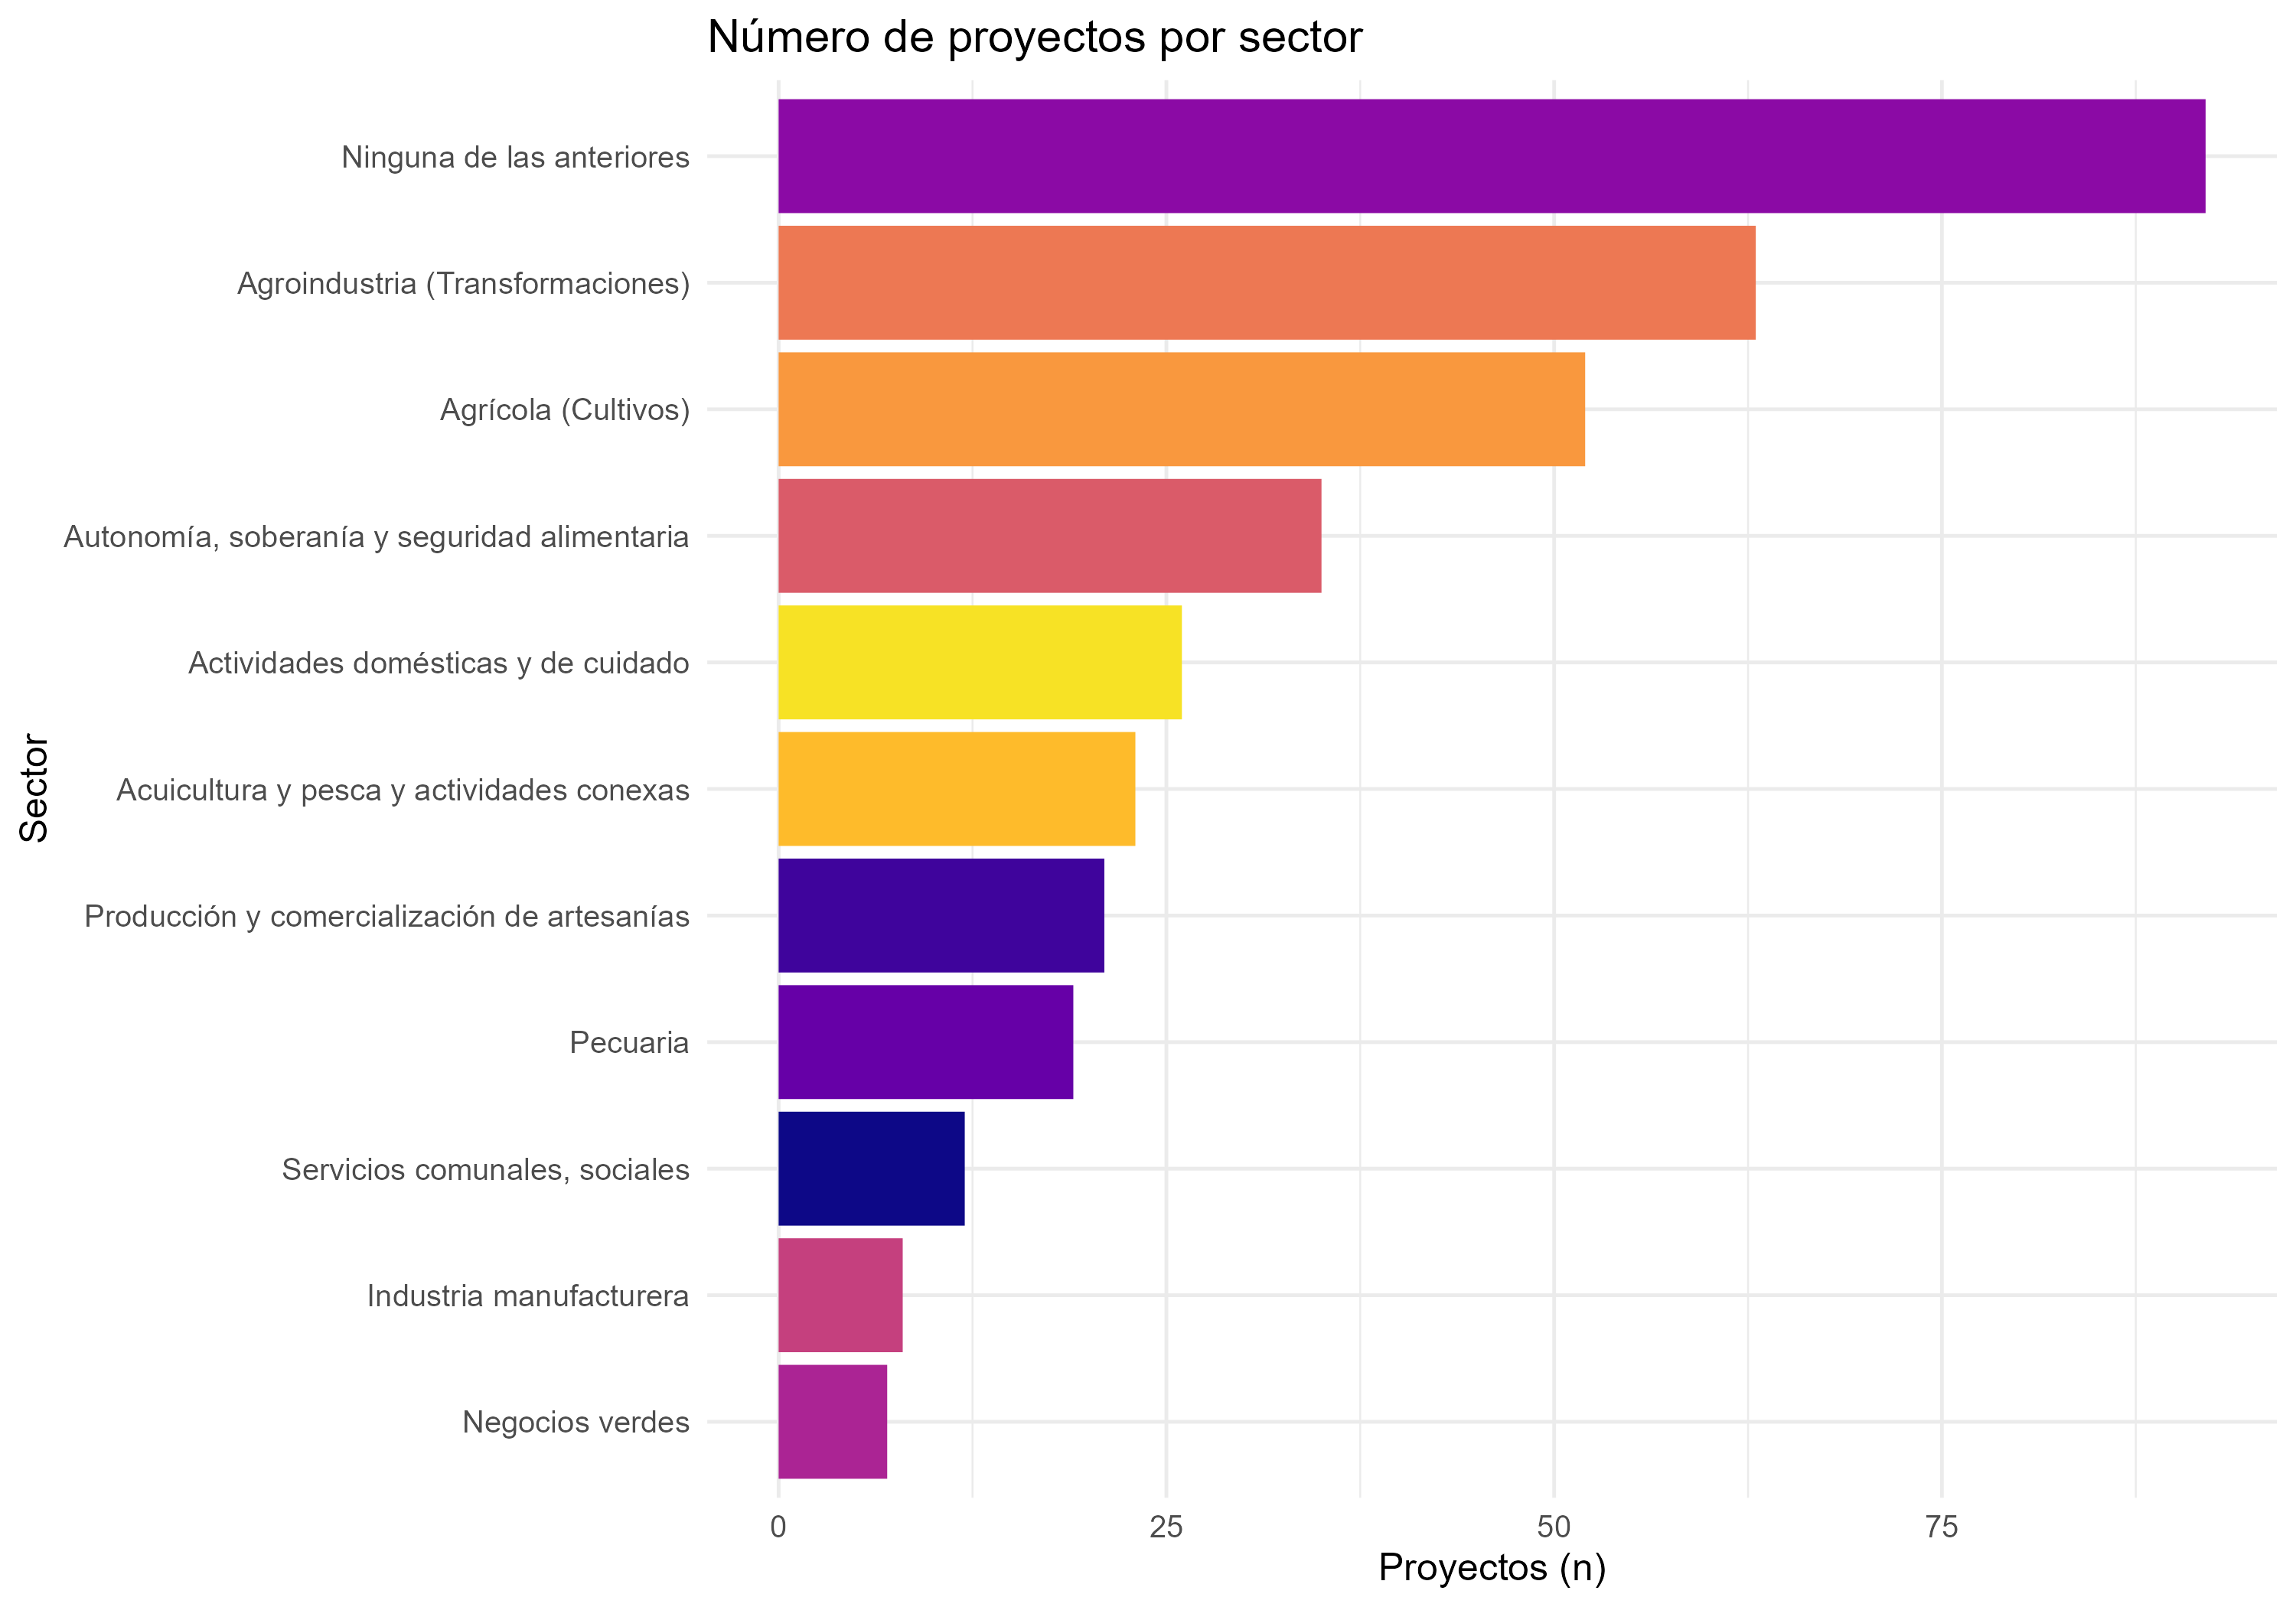 Número de proyectos por sector
Sector
Ninguna de las anteriores
Agroindustria (Transformaciones)
Agrícola (Cultivos)
Autonomía, soberanía y seguridad alimentaria
Actividades domésticas y de cuidado
Acuicultura y pesca y actividades conexas
Producción y comercialización de artesanías
Pecuaria
Servicios comunales, sociales
Industria manufacturera
Negocios verdes
0 25 50 75
Proyectos (n)